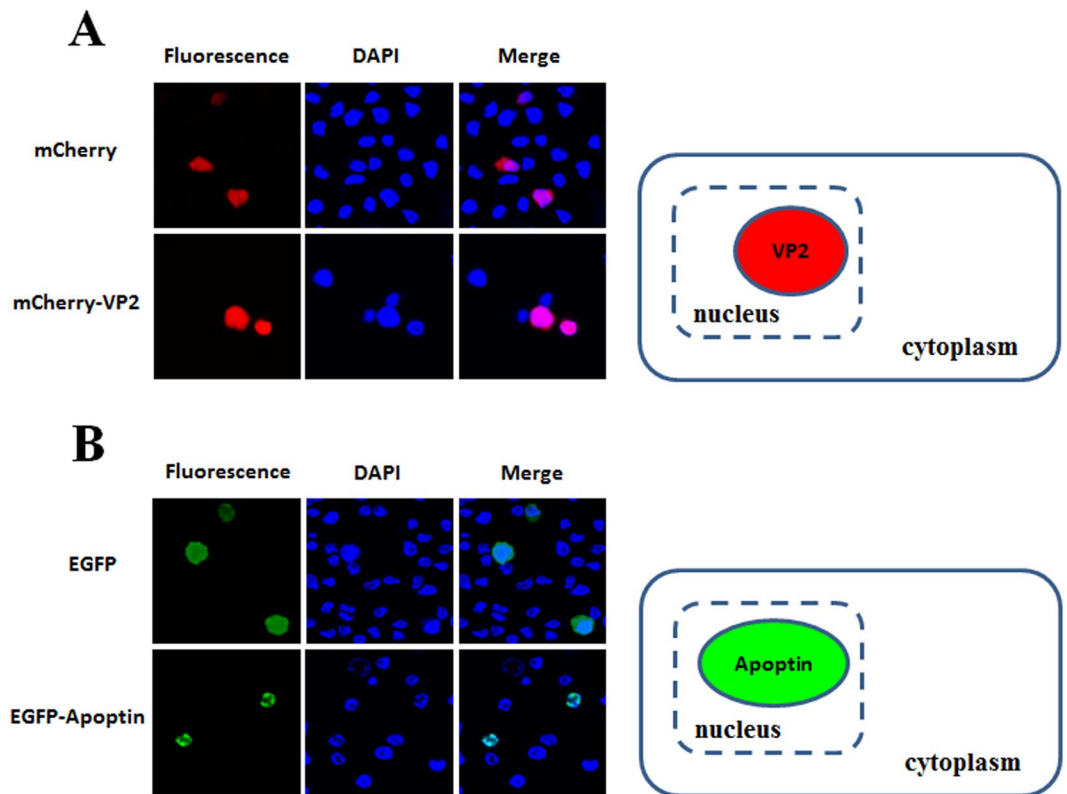 A
Fluorescence DAPI Merge
mCherry
mCherry-VP2
VP2
nucleus
cytoplasm
B
Fluorescence DAPI Merge
EGFP
EGFP-Apoptin
Apoptin
nucleus
cytoplasm